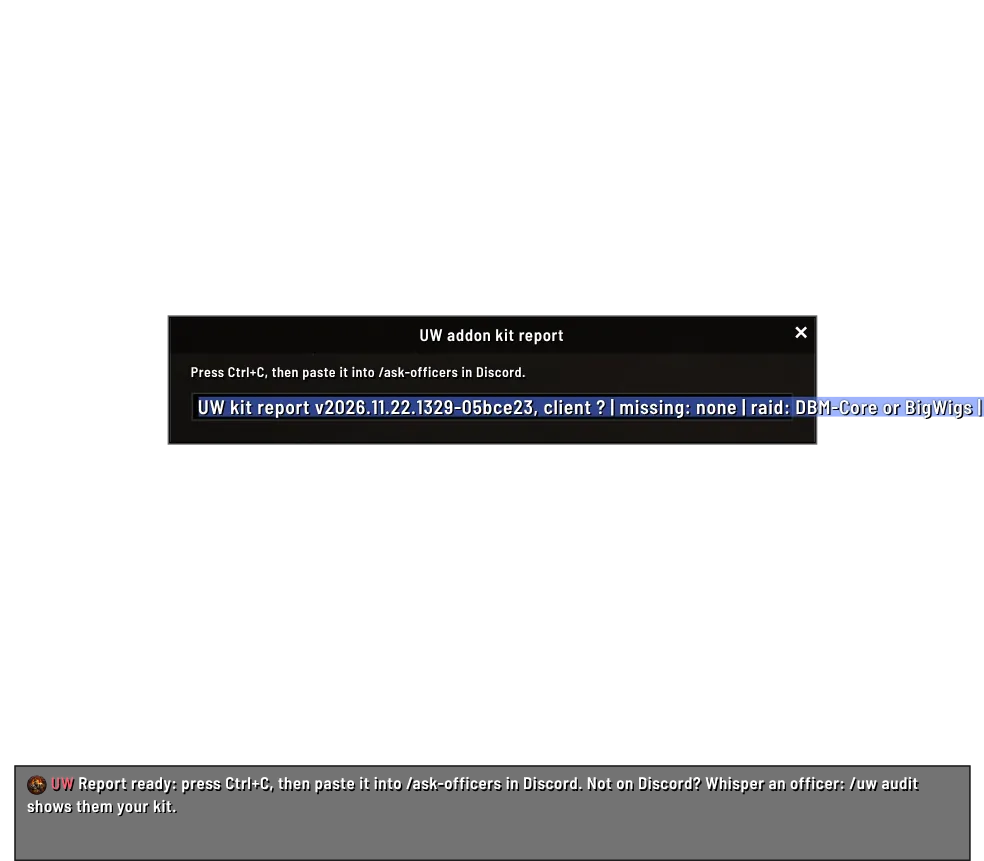 UW addon kit report
Press Ctrl+C, then paste it into /ask-officers in Discord.
UW kit report v2026.11.22.1329-05bce23, client ? | missing: none | raid: DBM-Core or BigWigs |
UW Report ready: press Ctrl+C, then paste it into /ask-officers in Discord. Not on Discord? Whisper an officer: /uw audit
shows them your kit.